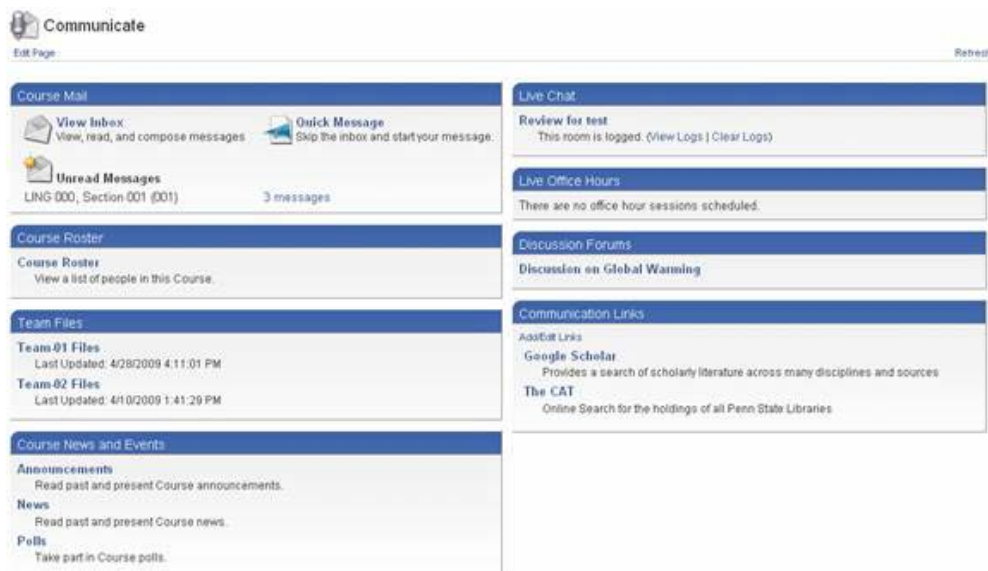 Communicate
Edit Page
Refresh
Course Mail
View Inbox
View, read, and compose messages
Quick Message
Skip the inbox and start your message.
Unread Messages
LING 000, Section 001 (001)
3 messages
Course Roster
Course Roster
View a list of people in this Course.
Team Files
Team-01 Files
Last Updated: 4/28/2009 4:11:01 PM
Team-02 Files
Last Updated: 4/10/2009 1:41:29 PM
Course News and Events
Announcements
Read past and present Course announcements.
News
Read past and present Course news.
Polls
Take part in Course polls.
Live Chat
Review for test
This room is logged. (View Logs | Clear Logs)
Live Office Hours
There are no office hour sessions scheduled.
Discussion Forums
Discussion on Global Warming
Communication Links
Add/Edit Links
Google Scholar
Provides a search of scholarly literature across many disciplines and sources
The CAT
Online Search for the holdings of all Penn State Libraries